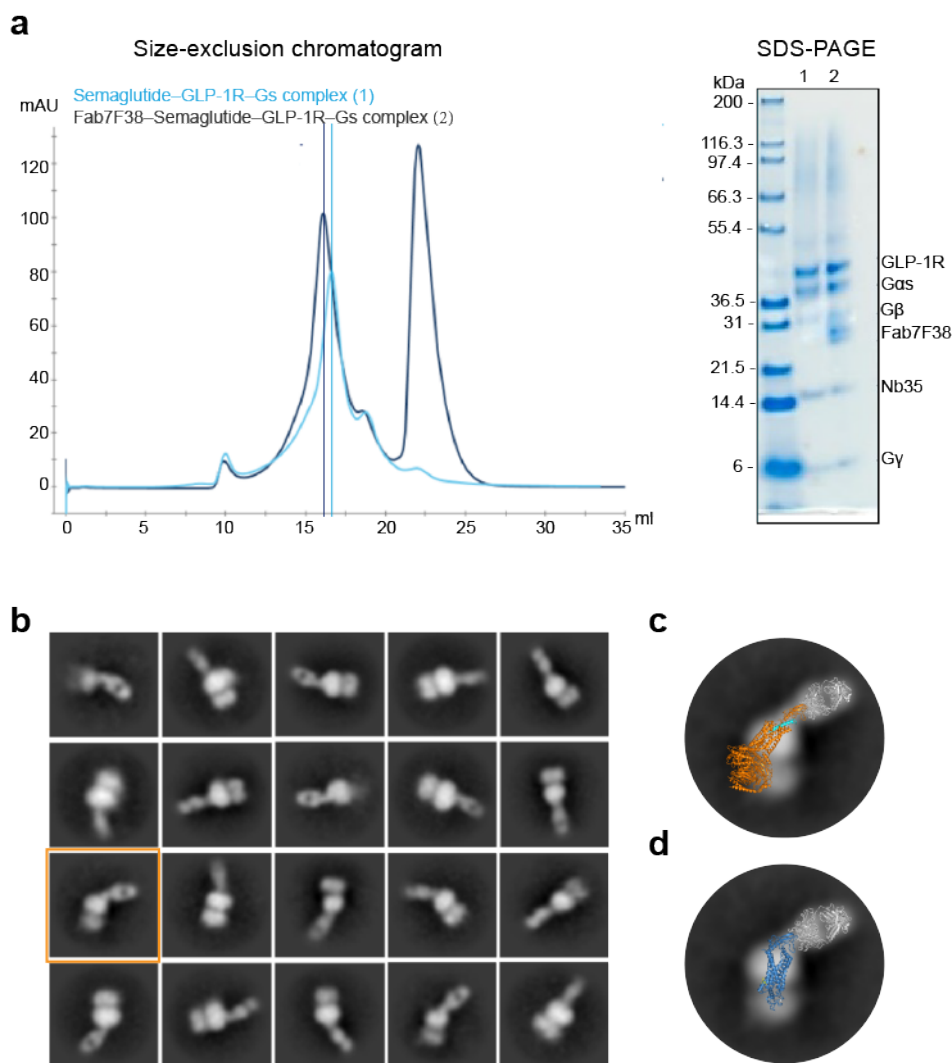 a
Size-exclusion chromatogram
Semaglutide–GLP-1R–Gs complex (1)
Fab7F38–Semaglutide–GLP-1R–Gs complex (2)
mAU
120
100
80
60
40
20
0
0 5 10 15 20 25 30 35
ml
SDS-PAGE
kDa 1 2
200
116.3
97.4
66.3
55.4
36.5
31
21.5
14.4
6
GLP-1R
Gαs
Gβ
Fab7F38
Nb35
Gγ
b
c
d